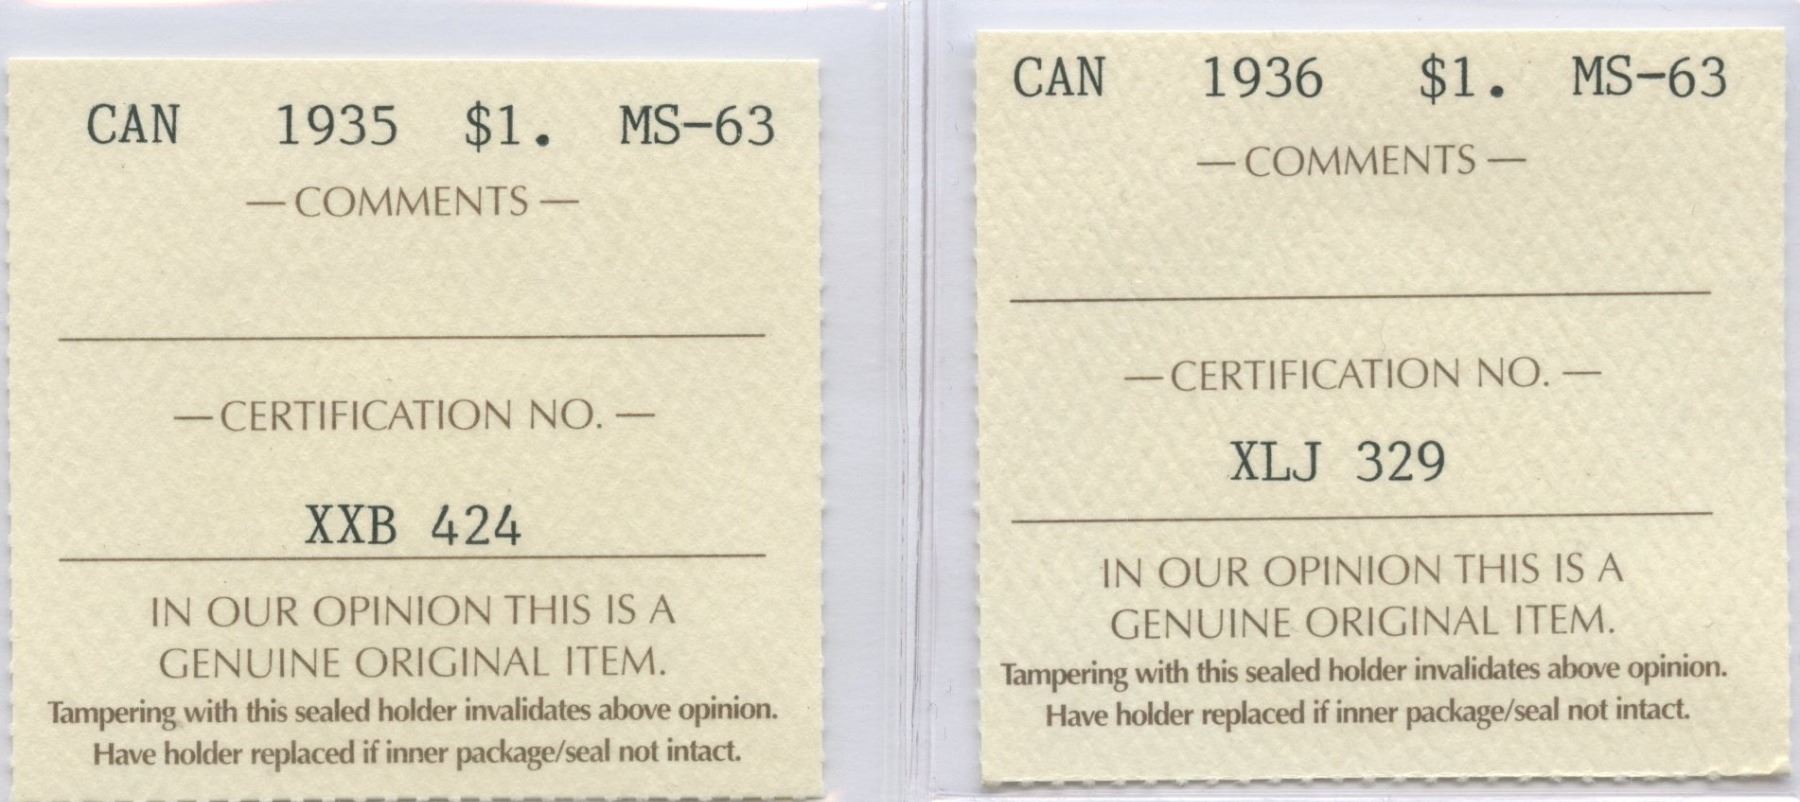 CAN 1935 $1. MS-63
— COMMENTS —
— CERTIFICATION NO. —
XXB 424
IN OUR OPINION THIS IS A
GENUINE ORIGINAL ITEM.
Tampering with this sealed holder invalidates above opinion.
Have holder replaced if inner package/seal not intact.
CAN 1936 $1. MS-63
— COMMENTS —
— CERTIFICATION NO. —
XLJ 329
IN OUR OPINION THIS IS A
GENUINE ORIGINAL ITEM.
Tampering with this sealed holder invalidates above opinion.
Have holder replaced if inner package/seal not intact.